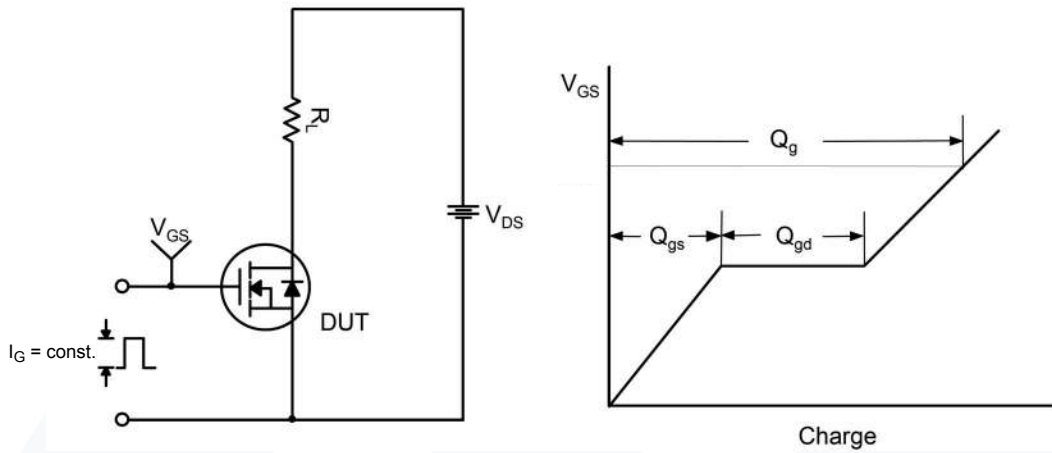 R_L
V_GS
V_DS
DUT
I_G = const.
V_GS
Q_g
Q_gs
Q_gd
Charge